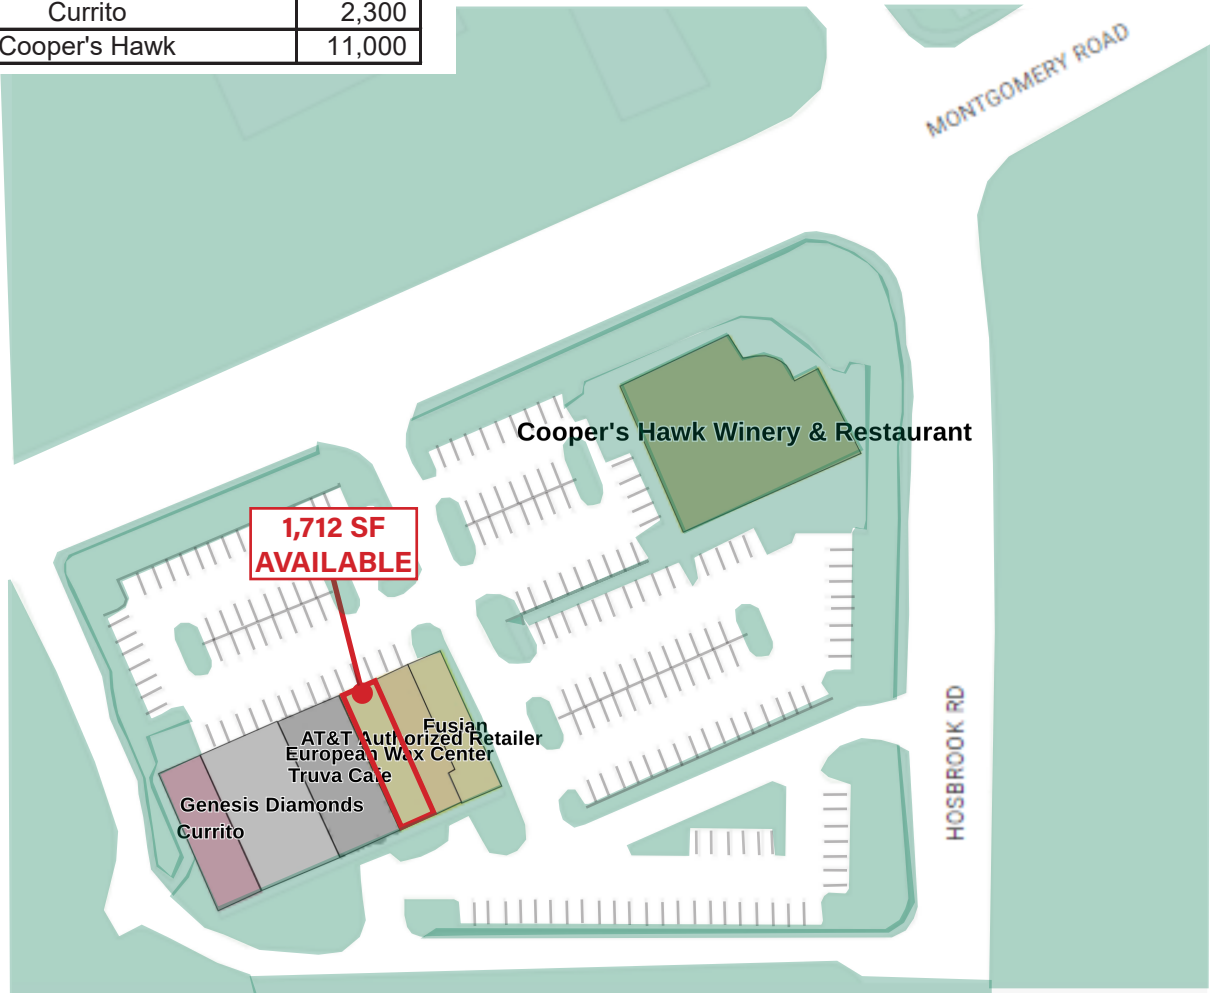 Currito 2,300
Cooper's Hawk 11,000
MONTGOMERY ROAD
Cooper's Hawk Winery & Restaurant
1,712 SF
AVAILABLE
Fusian
AT&T Authorized Retailer
European Wax Center
Truva Cafe
Genesis Diamonds
Currito
HOSBROOK RD